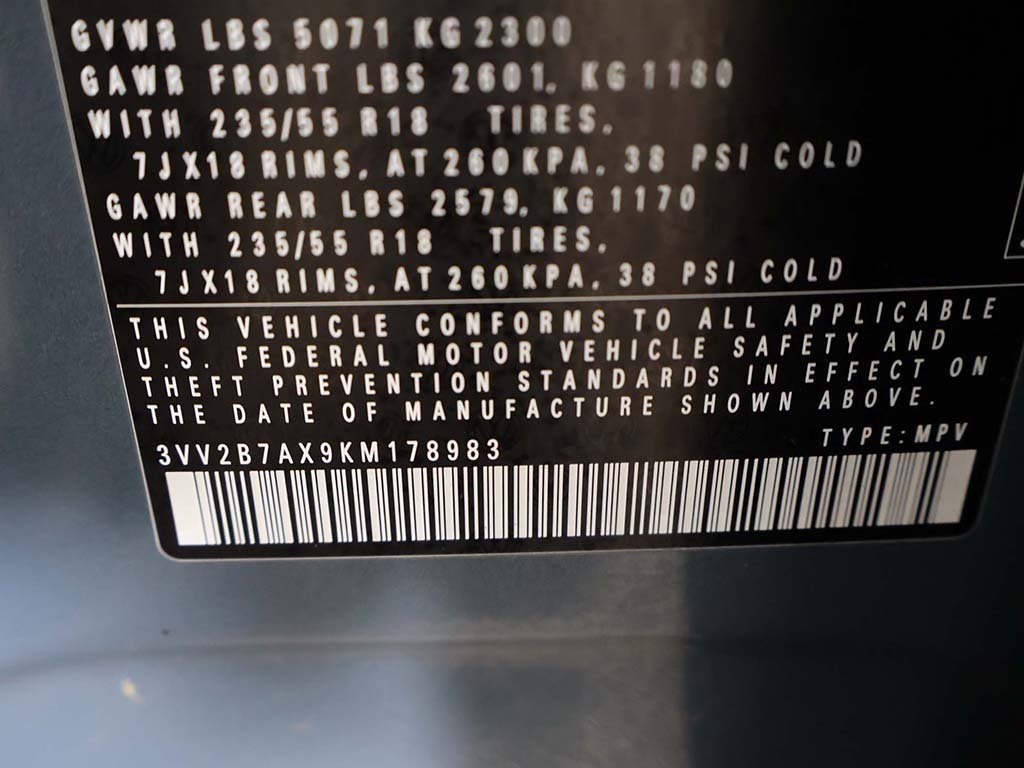 GVWR LBS 5071 KG 2300
GAWR FRONT LBS 2601, KG 1180
WITH 235/55 R18 TIRES,
7JX18 RIMS, AT 260 KPA, 38 PSI COLD
GAWR REAR LBS 2579, KG 1170
WITH 235/55 R18 TIRES,
7JX18 RIMS, AT 260 KPA, 38 PSI COLD
THIS VEHICLE CONFORMS TO ALL APPLICABLE
U.S. FEDERAL MOTOR VEHICLE SAFETY AND
THEFT PREVENTION STANDARDS IN EFFECT ON
THE DATE OF MANUFACTURE SHOWN ABOVE.
3VV2B7AX9KM178983 TYPE: MPV